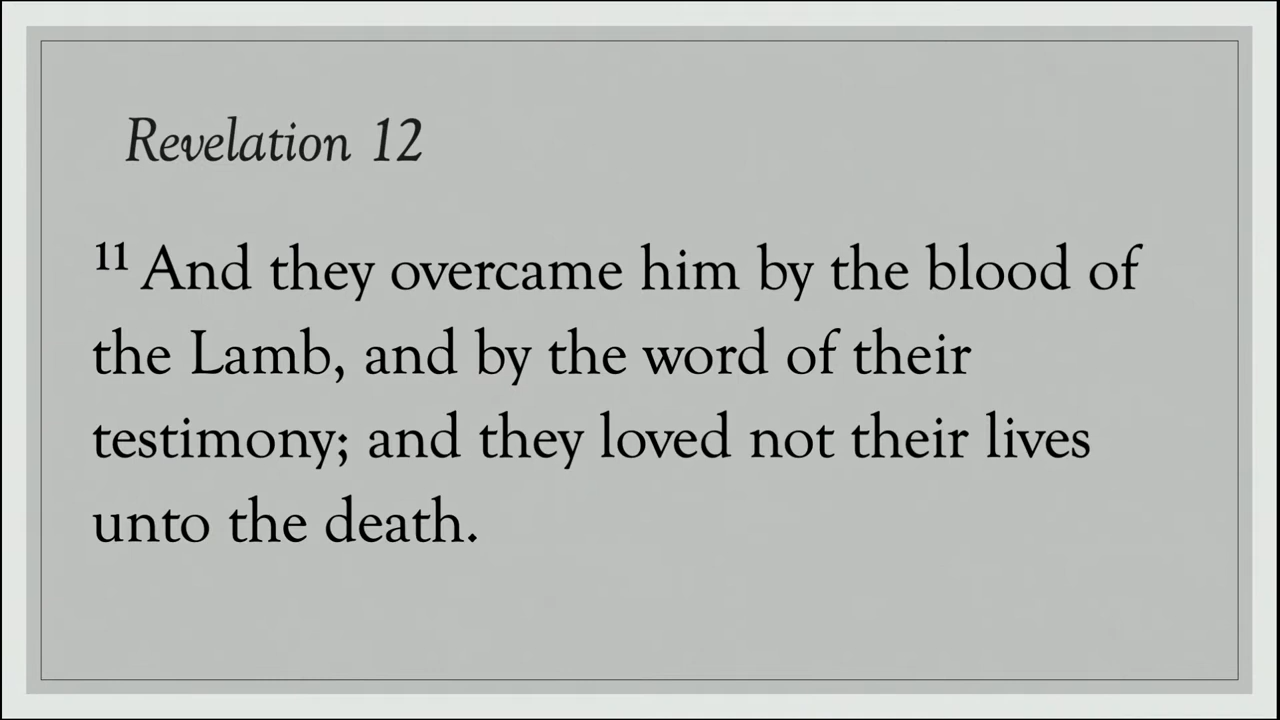 Revelation 12
¹¹ And they overcame him by the blood of
the Lamb, and by the word of their
testimony; and they loved not their lives
unto the death.